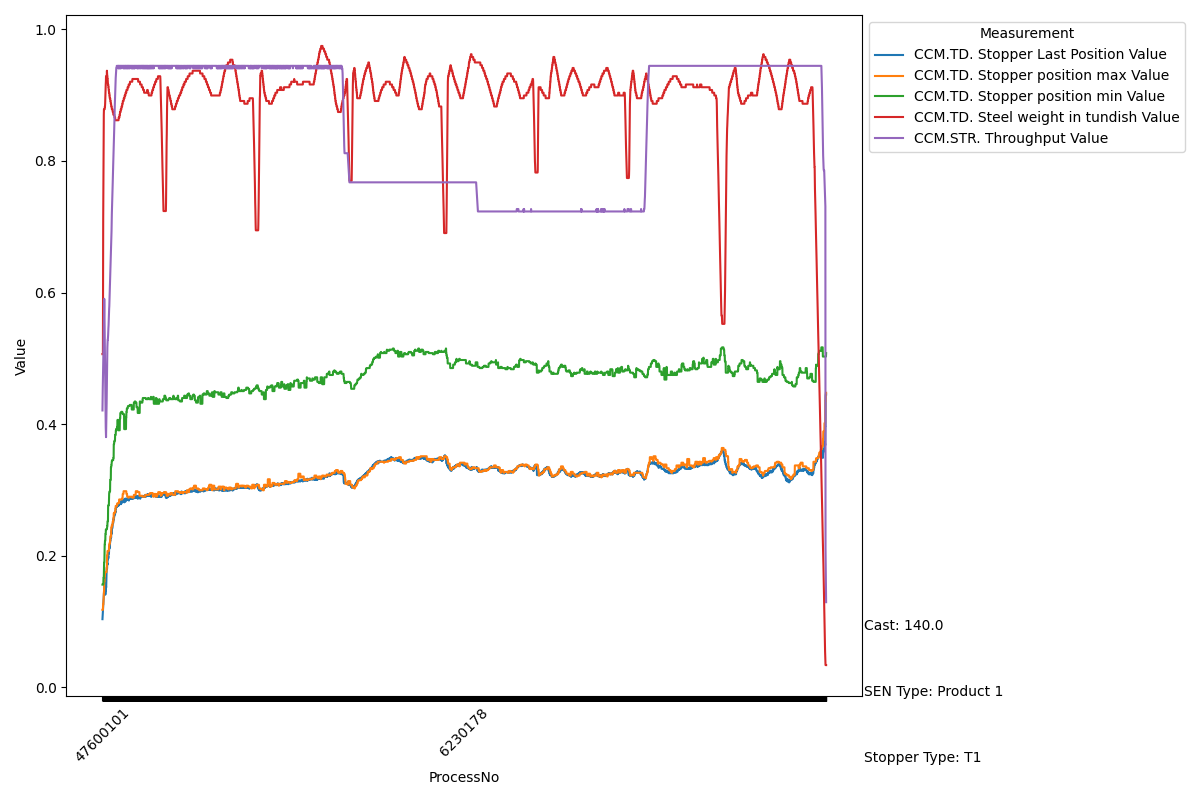 1.0
0.8
0.6
0.4
0.2
0.0
Value
47600101
6230178
ProcessNo
Measurement
CCM.TD. Stopper Last Position Value
CCM.TD. Stopper position max Value
CCM.TD. Stopper position min Value
CCM.TD. Steel weight in tundish Value
CCM.STR. Throughput Value
Cast: 140.0
SEN Type: Product 1
Stopper Type: T1